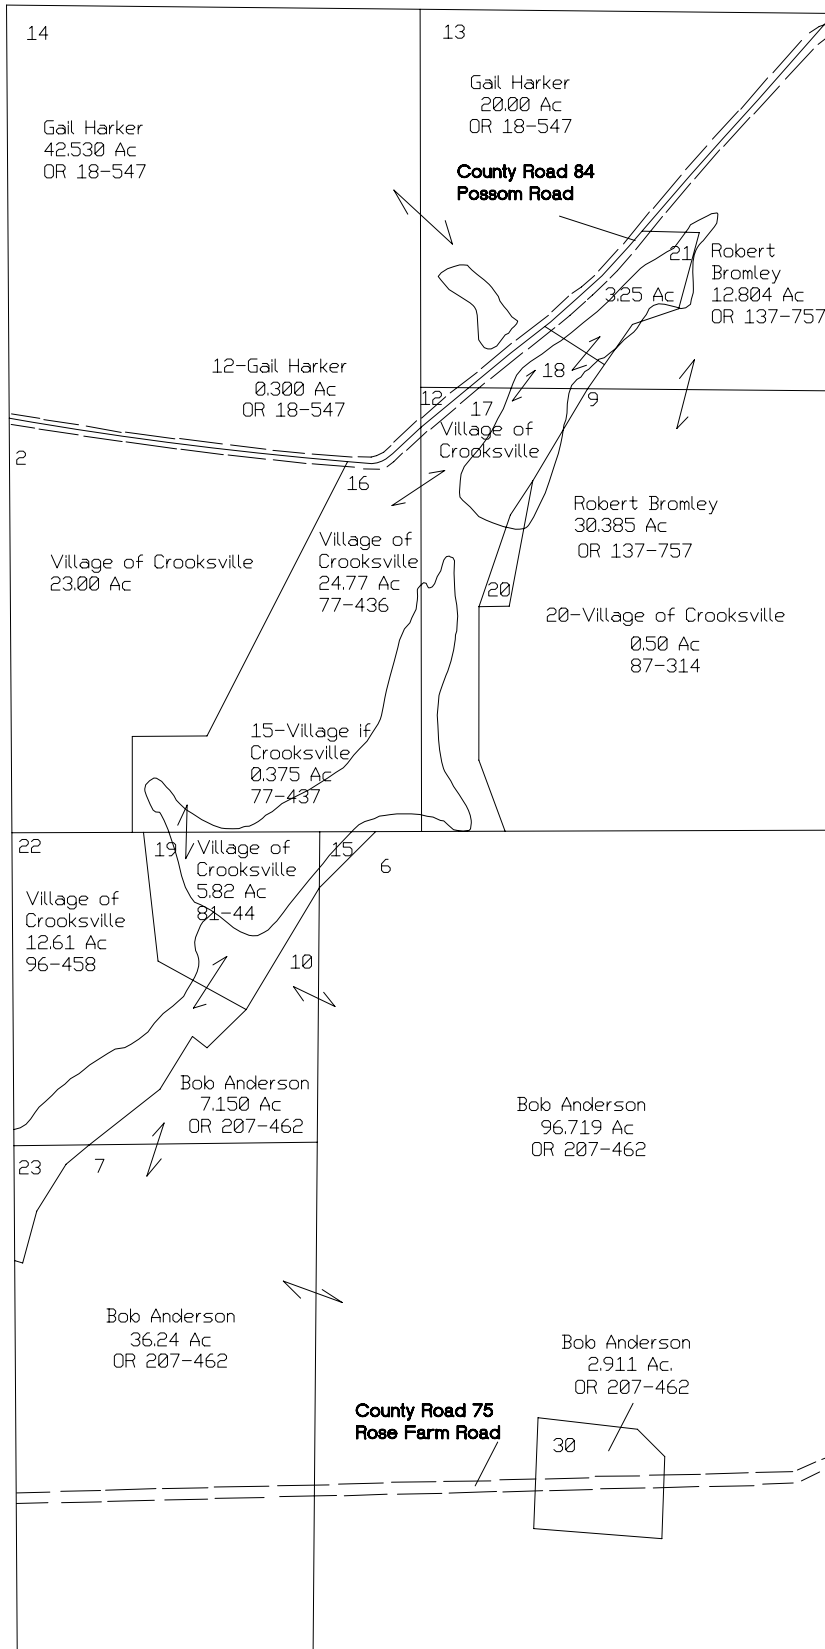 14
13
Gail Harker
42.530 Ac
OR 18-547
Gail Harker
20.00 Ac
OR 18-547
County Road 84
Possom Road
21
Robert
Bromley
12.804 Ac
OR 137-757
3.25 Ac
12-Gail Harker
0.300 Ac
OR 18-547
18
12
17
9
Village of
Crooksville
2
16
Village of Crooksville
23.00 Ac
Village of
Crooksville
24.77 Ac
77-436
Robert Bromley
30.385 Ac
OR 137-757
20
20-Village of Crooksville
0.50 Ac
87-314
15-Village if
Crooksville
0.375 Ac
77-437
22
19
Village of
Crooksville
5.82 Ac
81-44
15
6
Village of
Crooksville
12.61 Ac
96-458
10
Bob Anderson
7.150 Ac
OR 207-462
Bob Anderson
96.719 Ac
OR 207-462
23
7
Bob Anderson
36.24 Ac
OR 207-462
Bob Anderson
2.911 Ac.
OR 207-462
County Road 75
Rose Farm Road
30